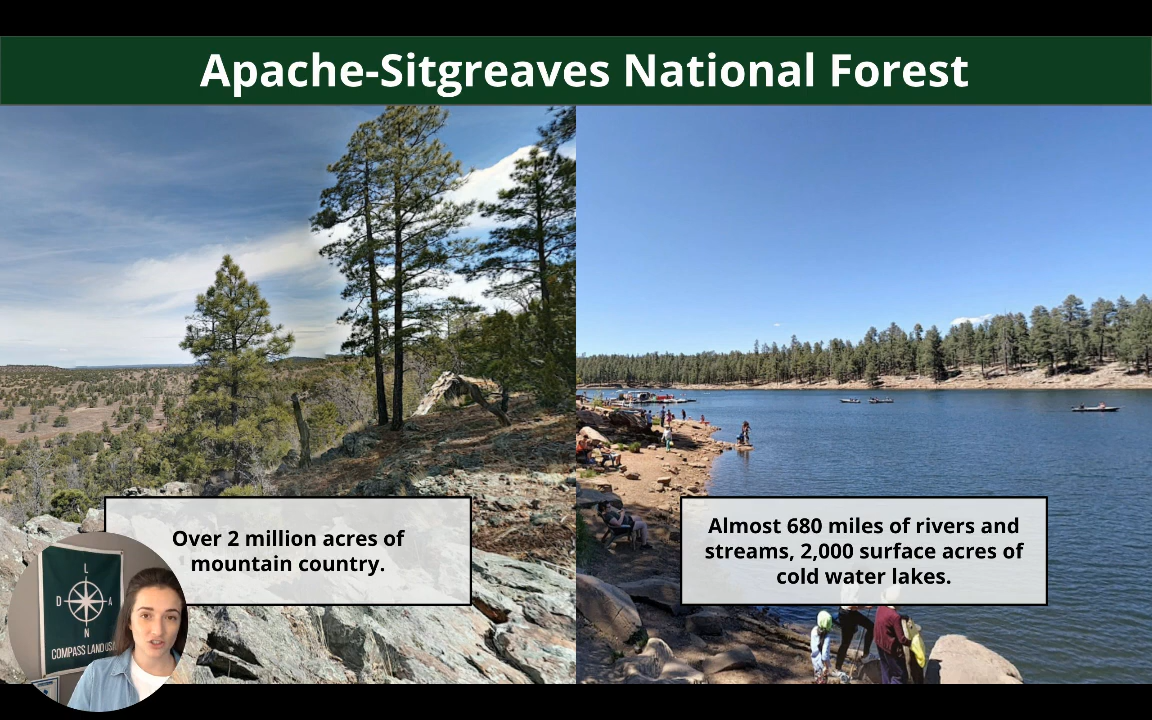 Apache-Sitgreaves National Forest
Over 2 million acres of
mountain country.
Almost 680 miles of rivers and
streams, 2,000 surface acres of
cold water lakes.
L
D A
N
COMPASS LAND USA